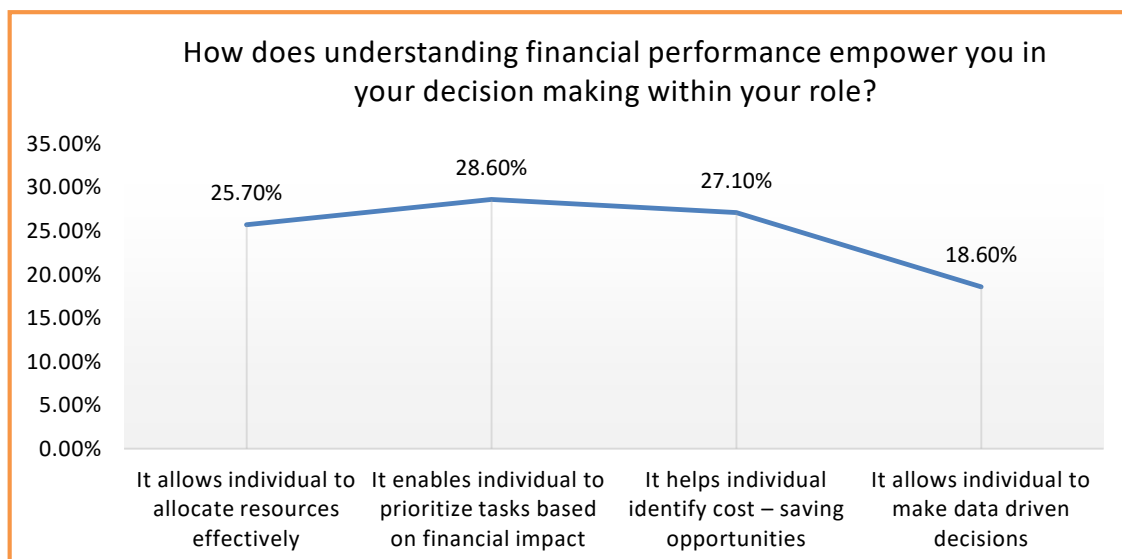 How does understanding financial performance empower you in
your decision making within your role?
35.00%
30.00%
25.00%
20.00%
15.00%
10.00%
5.00%
0.00%
25.70%
28.60%
27.10%
18.60%
It allows individual to
allocate resources
effectively
It enables individual to
prioritize tasks based
on financial impact
It helps individual
identify cost – saving
opportunities
It allows individual to
make data driven
decisions